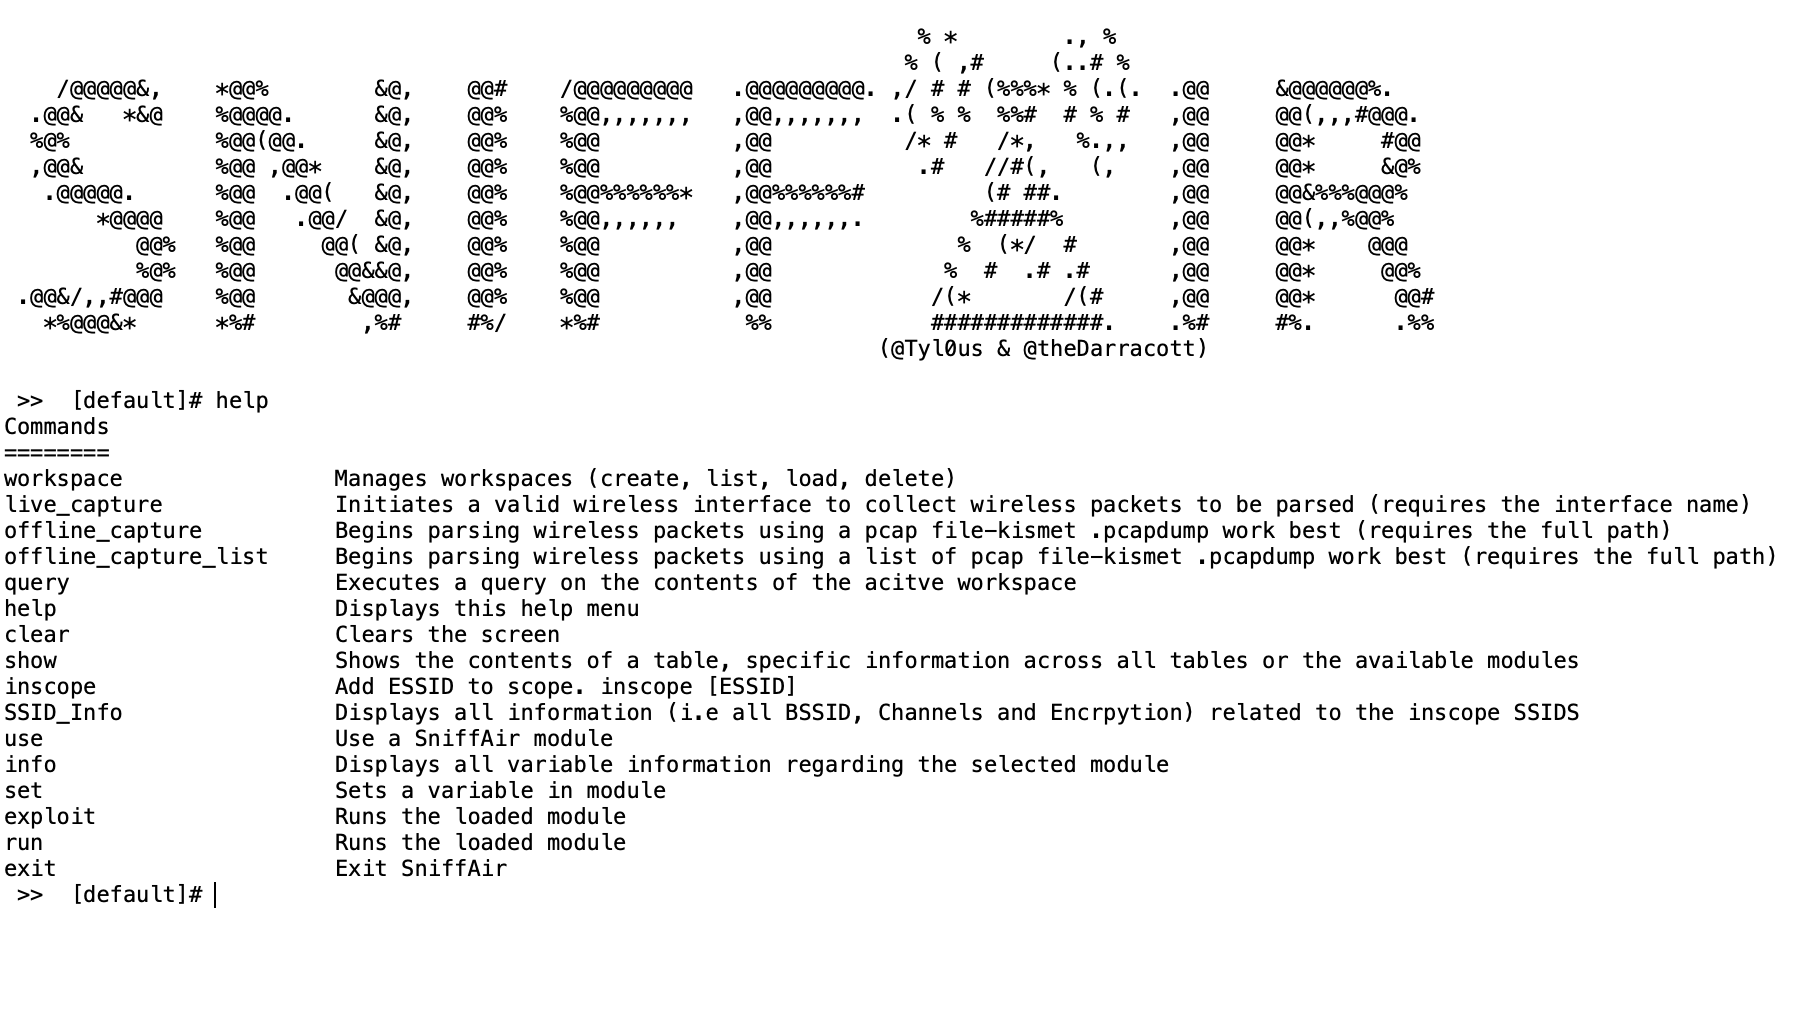 SNIFFAIR
(@Tyl0us & @theDarracott)
>> [default]# help
Commands
========
workspace Manages workspaces (create, list, load, delete)
live_capture Initiates a valid wireless interface to collect wireless packets to be parsed (requires the interface name)
offline_capture Begins parsing wireless packets using a pcap file-kismet .pcapdump work best (requires the full path)
offline_capture_list Begins parsing wireless packets using a list of pcap file-kismet .pcapdump work best (requires the full path)
query Executes a query on the contents of the acitve workspace
help Displays this help menu
clear Clears the screen
show Shows the contents of a table, specific information across all tables or the available modules
inscope Add ESSID to scope. inscope [ESSID]
SSID_Info Displays all information (i.e all BSSID, Channels and Encrpytion) related to the inscope SSIDS
use Use a SniffAir module
info Displays all variable information regarding the selected module
set Sets a variable in module
exploit Runs the loaded module
run Runs the loaded module
exit Exit SniffAir
>> [default]#